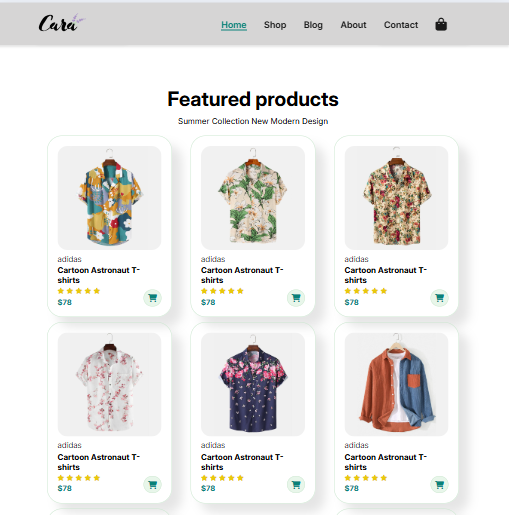 Cara
Home Shop Blog About Contact
Featured products
Summer Collection New Modern Design
adidas
Cartoon Astronaut T-
shirts
$78
adidas
Cartoon Astronaut T-
shirts
$78
adidas
Cartoon Astronaut T-
shirts
$78
adidas
Cartoon Astronaut T-
shirts
$78
adidas
Cartoon Astronaut T-
shirts
$78
adidas
Cartoon Astronaut T-
shirts
$78